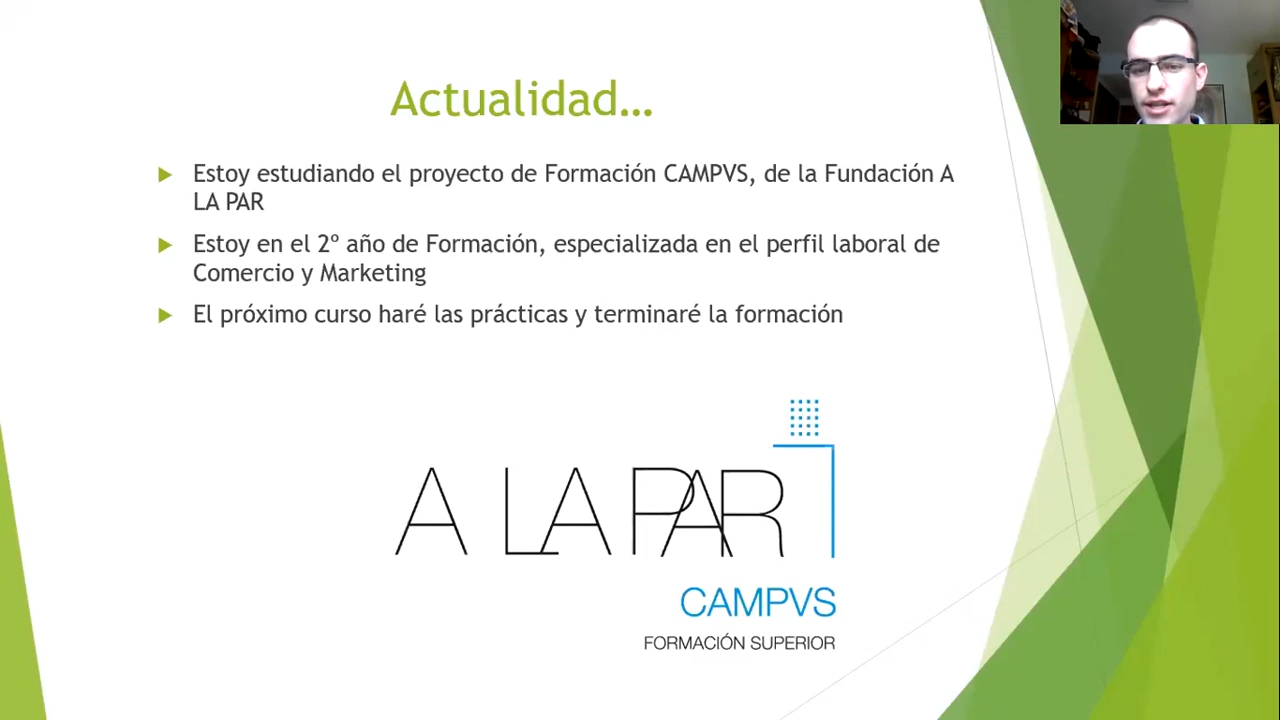 Actualidad...
Estoy estudiando el proyecto de Formación CAMPVS, de la Fundación A
LA PAR
Estoy en el 2º año de Formación, especializada en el perfil laboral de
Comercio y Marketing
El próximo curso haré las prácticas y terminaré la formación
A LA PAR
CAMPVS
FORMACIÓN SUPERIOR